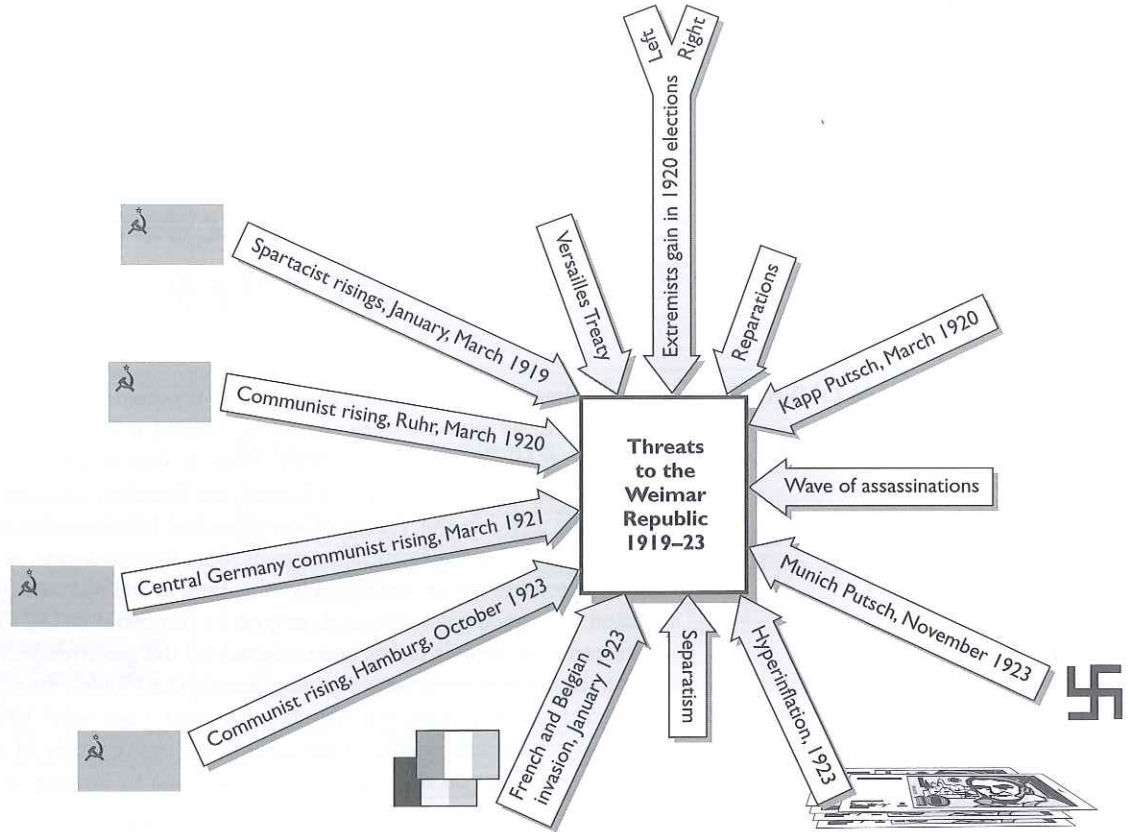 Left
Right
Extremists gain in 1920 elections
Versailles Treaty
Reparations
Spartacist risings, January, March 1919
Kapp Putsch, March 1920
Communist rising, Ruhr, March 1920
Threats
to the
Weimar
Republic
1919–23
Wave of assassinations
Central Germany communist rising, March 1921
Munich Putsch, November 1923
Communist rising, Hamburg, October 1923
French and Belgian
invasion, January 1923
Separatism
Hyperinflation, 1923